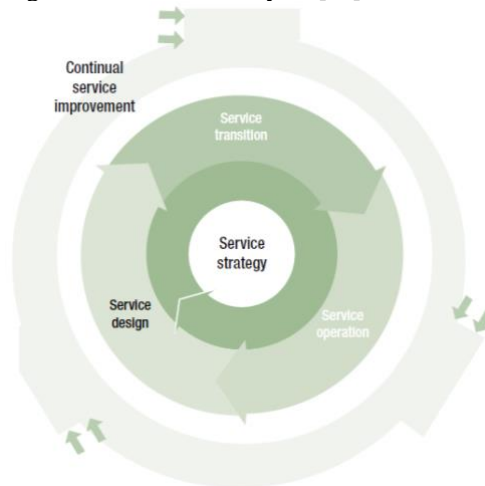 Continual
service
improvement
Service
transition
Service
strategy
Service
design
Service
operation